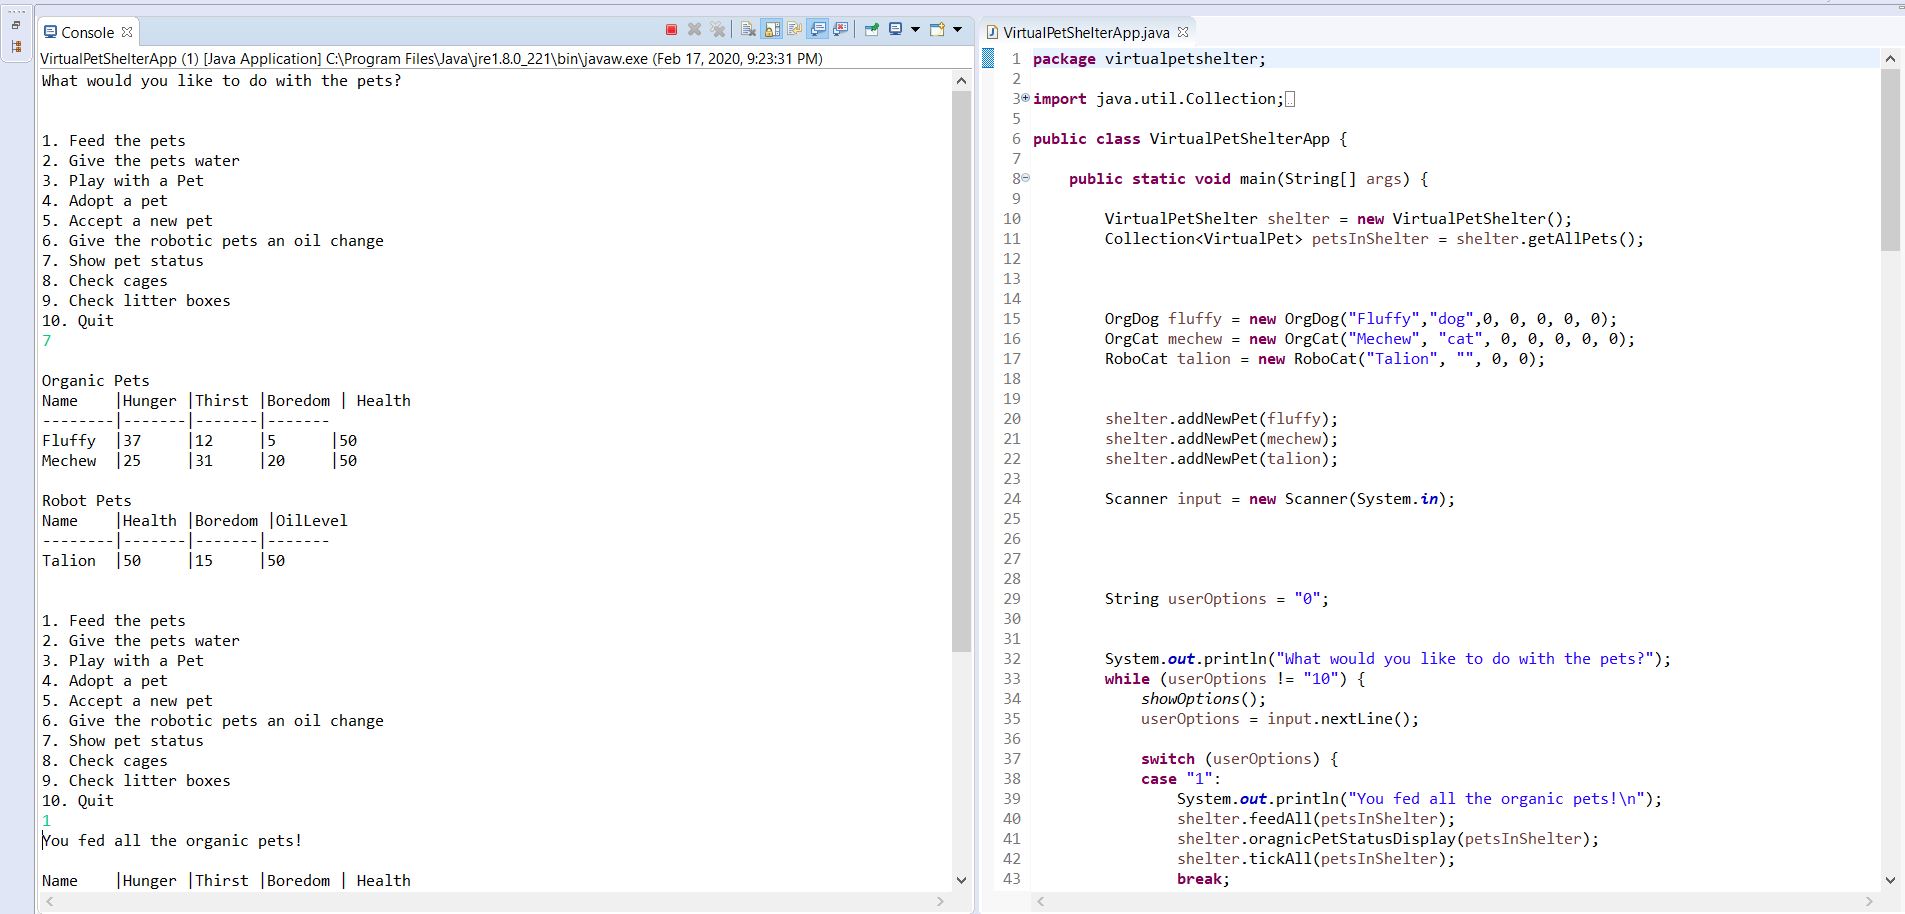 Console
VirtualPetShelterApp (1) [Java Application] C:\Program Files\Java\jre1.8.0_221\bin\javaw.exe (Feb 17, 2020, 9:23:31 PM)
What would you like to do with the pets?
1. Feed the pets
2. Give the pets water
3. Play with a Pet
4. Adopt a pet
5. Accept a new pet
6. Give the robotic pets an oil change
7. Show pet status
8. Check cages
9. Check litter boxes
10. Quit
7
Organic Pets
Name    |Hunger |Thirst |Boredom | Health
--------|-------|-------|-------
Fluffy  |37     |12     |5      |50
Mechew  |25     |31     |20     |50
Robot Pets
Name    |Health |Boredom |OilLevel
--------|-------|-------|-------
Talion  |50     |15     |50
1. Feed the pets
2. Give the pets water
3. Play with a Pet
4. Adopt a pet
5. Accept a new pet
6. Give the robotic pets an oil change
7. Show pet status
8. Check cages
9. Check litter boxes
10. Quit
1
You fed all the organic pets!
Name    |Hunger |Thirst |Boredom | Health
VirtualPetShelterApp.java
1 package virtualpetshelter;
2
3 import java.util.Collection;
5
6 public class VirtualPetShelterApp {
7
8     public static void main(String[] args) {
9
10         VirtualPetShelter shelter = new VirtualPetShelter();
11         Collection<VirtualPet> petsInShelter = shelter.getAllPets();
12
13
14
15         OrgDog fluffy = new OrgDog("Fluffy","dog",0, 0, 0, 0, 0);
16         OrgCat mechew = new OrgCat("Mechew", "cat", 0, 0, 0, 0, 0);
17         RoboCat talion = new RoboCat("Talion", "", 0, 0);
18
19
20         shelter.addNewPet(fluffy);
21         shelter.addNewPet(mechew);
22         shelter.addNewPet(talion);
23
24         Scanner input = new Scanner(System.in);
25
26
27
28
29         String userOptions = "0";
30
31
32         System.out.println("What would you like to do with the pets?");
33         while (userOptions != "10") {
34             showOptions();
35             userOptions = input.nextLine();
36
37             switch (userOptions) {
38             case "1":
39                 System.out.println("You fed all the organic pets!\n");
40                 shelter.feedAll(petsInShelter);
41                 shelter.oragnicPetStatusDisplay(petsInShelter);
42                 shelter.tickAll(petsInShelter);
43                 break;